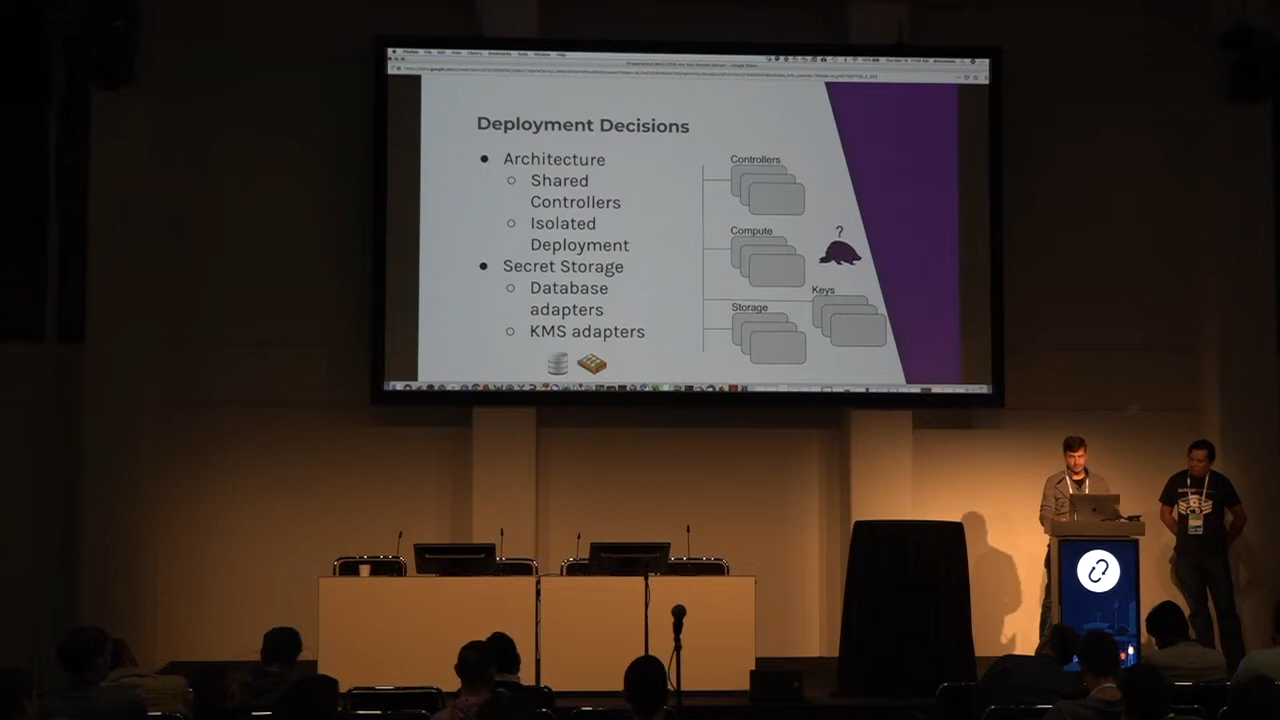 Deployment Decisions
Architecture
Shared
Controllers
Isolated
Deployment
Secret Storage
Database
adapters
KMS adapters
Controllers
Compute
?
Keys
Storage